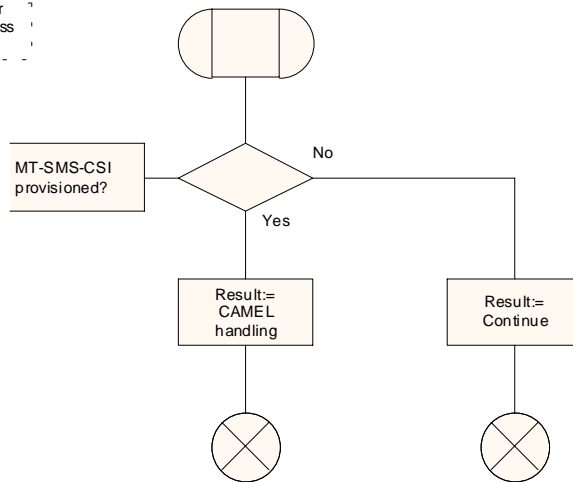 MT-SMS-CSI
provisioned?
No
Yes
Result:=
CAMEL
handling
Result:=
Continue